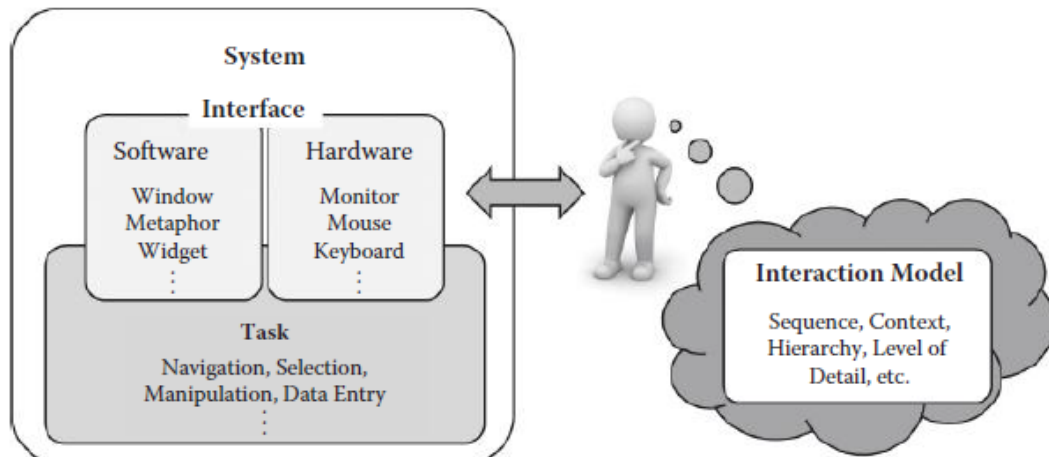 System
Interface
Software
Window
Metaphor
Widget
⋮
Hardware
Monitor
Mouse
Keyboard
⋮
Task
Navigation, Selection,
Manipulation, Data Entry
⋮
Interaction Model
Sequence, Context,
Hierarchy, Level of
Detail, etc.